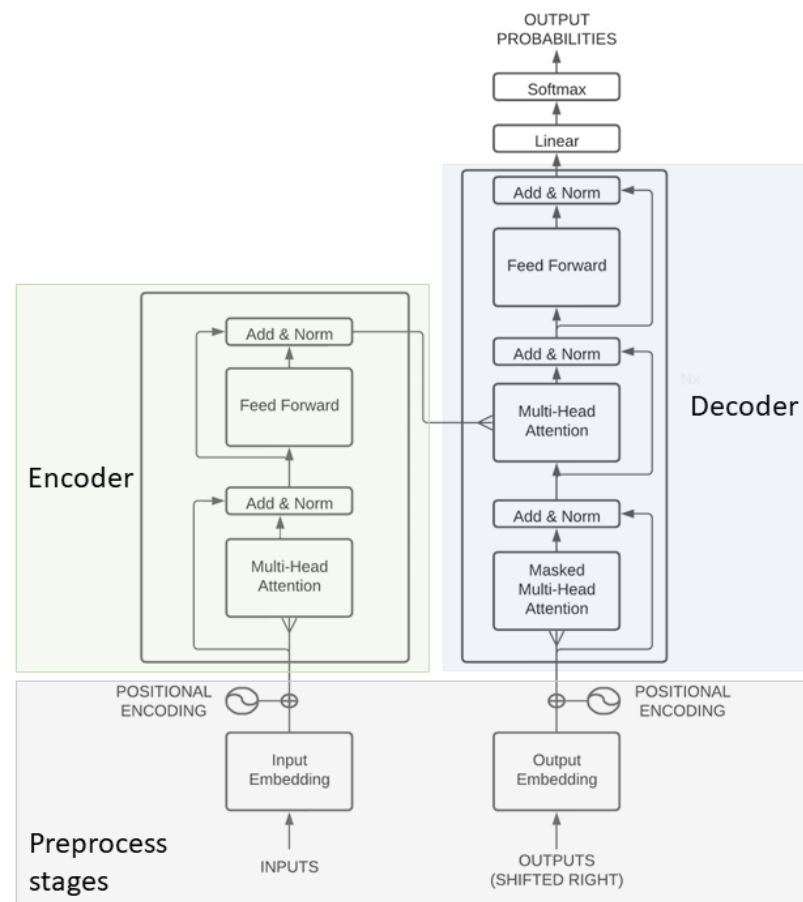 OUTPUT
PROBABILITIES
Softmax
Linear
Add & Norm
Feed Forward
Add & Norm
Multi-Head
Attention
Add & Norm
Masked
Multi-Head
Attention
Nx
Decoder
Add & Norm
Feed Forward
Add & Norm
Multi-Head
Attention
Encoder
POSITIONAL
ENCODING
POSITIONAL
ENCODING
Input
Embedding
Output
Embedding
Preprocess
stages
INPUTS
OUTPUTS
(SHIFTED RIGHT)